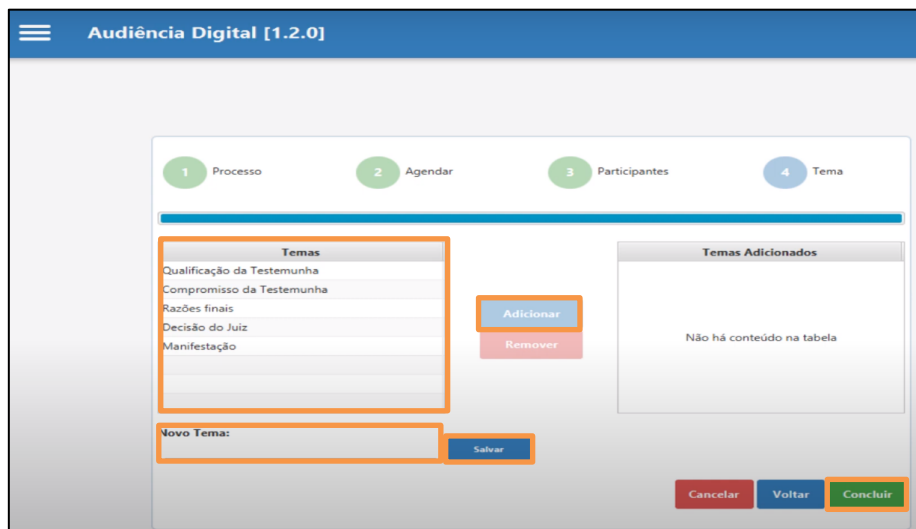 Audiência Digital [1.2.0]
1 Processo 2 Agendar 3 Participantes 4 Tema
Temas
Qualificação da Testemunha
Compromisso da Testemunha
Razões finais
Decisão do Juiz
Manifestação
Adicionar
Remover
Temas Adicionados
Não há conteúdo na tabela
Novo Tema:
Salvar
Cancelar Voltar Concluir